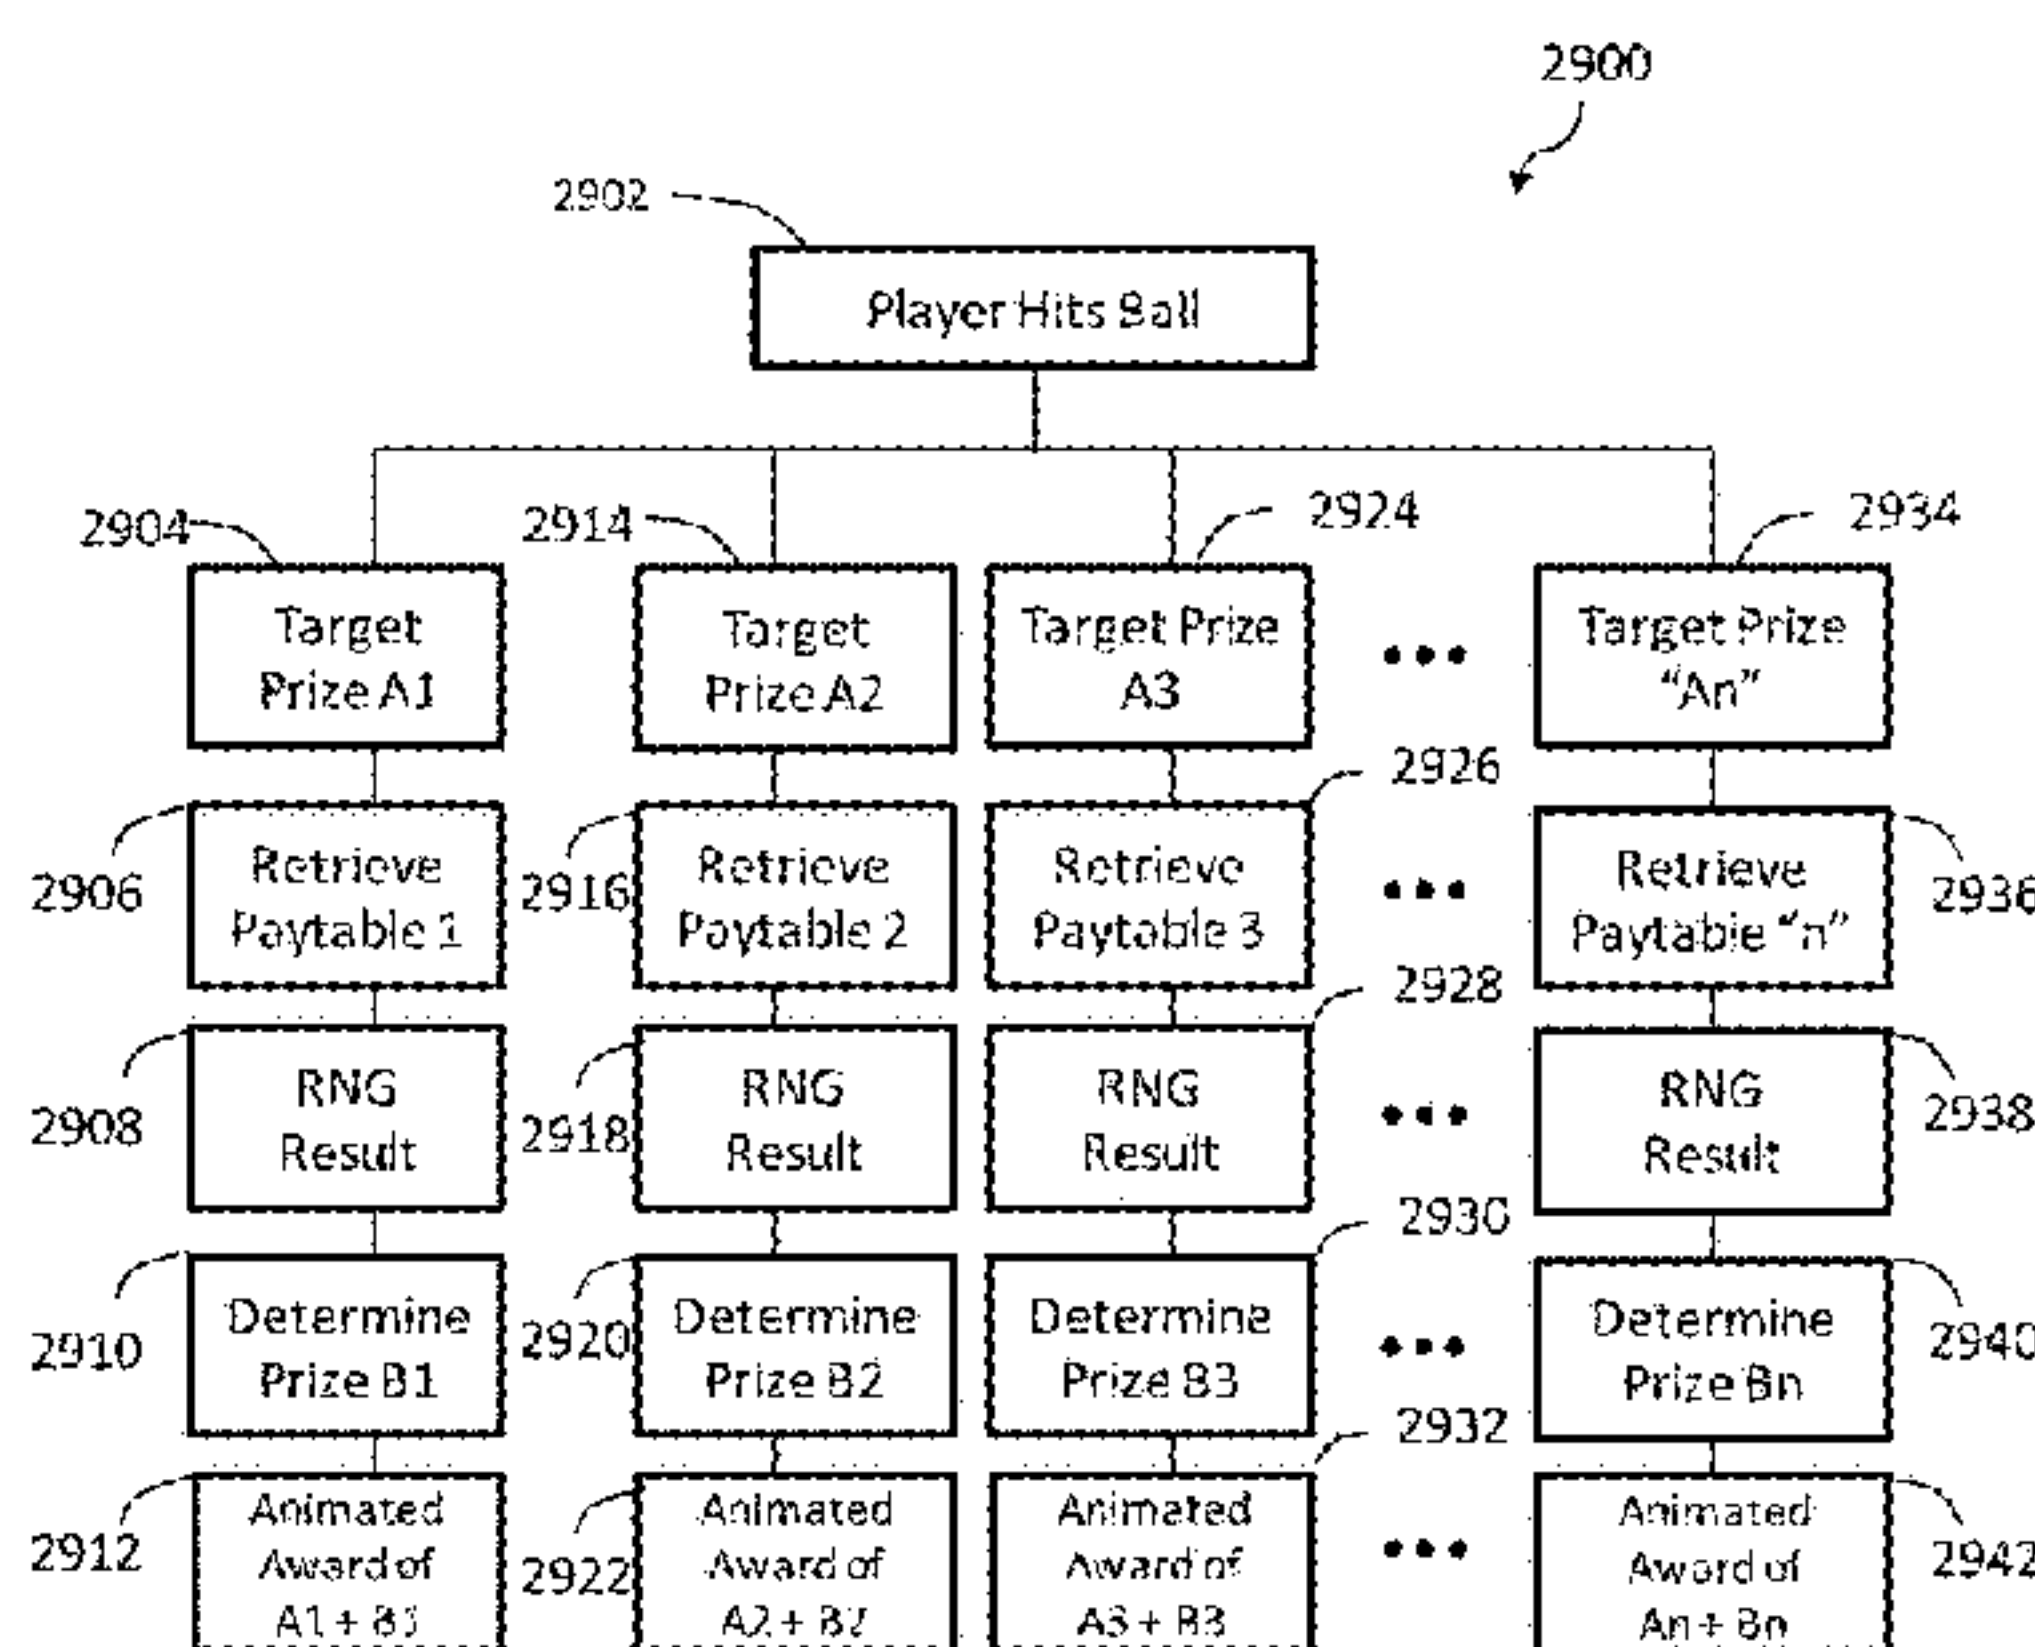 2900
2902
Player Hits Ball
2904
2914
2924
2934
Target
Prize A1
Target
Prize A2
Target Prize
A3
Target Prize
“An”
2926
2906
Retrieve
Paytable 1
2916
Retrieve
Paytable 2
Retrieve
Paytable 3
Retrieve
Paytable “n”
2936
2928
2908
RNG
Result
2918
RNG
Result
RNG
Result
RNG
Result
2938
2930
2910
Determine
Prize B1
2920
Determine
Prize B2
Determine
Prize B3
Determine
Prize Bn
2940
2932
2912
Animated
Award of
A1 + B1
2922
Animated
Award of
A2 + B2
Animated
Award of
A3 + B3
Animated
Award of
An + Bn
2942